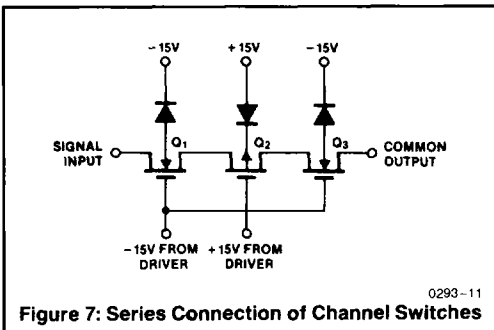 -15V +15V -15V
SIGNAL INPUT Q1 Q2 Q3 COMMON OUTPUT
-15V FROM DRIVER +15V FROM DRIVER
0293-11
Figure 7: Series Connection of Channel Switches